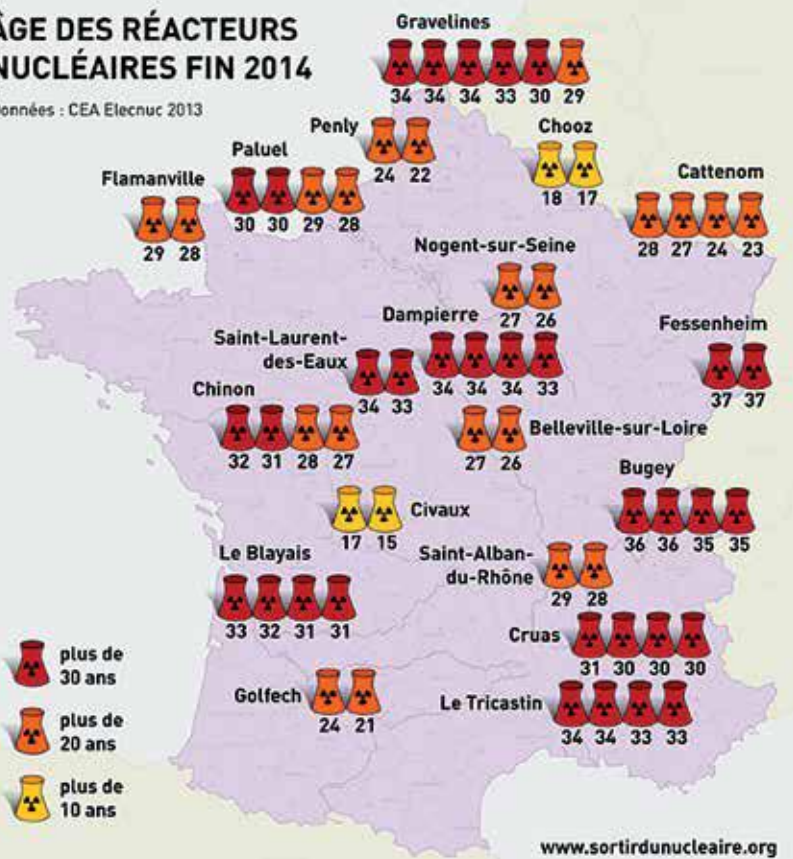 ÂGE DES RÉACTEURS
NUCLÉAIRES FIN 2014
onnées : CEA Elecnuc 2013
Gravelines
34 34 34 33 30 29
Penly
24 22
Chooz
18 17
Paluel
30 30 29 28
Flamanville
29 28
Cattenom
28 27 24 23
Nogent-sur-Seine
27 26
Dampierre
34 34 34 33
Saint-Laurent-
des-Eaux
34 33
Fessenheim
37 37
Chinon
32 31 28 27
Belleville-sur-Loire
27 26
Bugey
36 36 35 35
Civaux
17 15
Le Blayais
33 32 31 31
Saint-Alban-
du-Rhône
29 28
Cruas
31 30 30 30
Golfech
24 21
Le Tricastin
34 34 33 33
plus de
30 ans
plus de
20 ans
plus de
10 ans
www.sortirdunucleaire.org